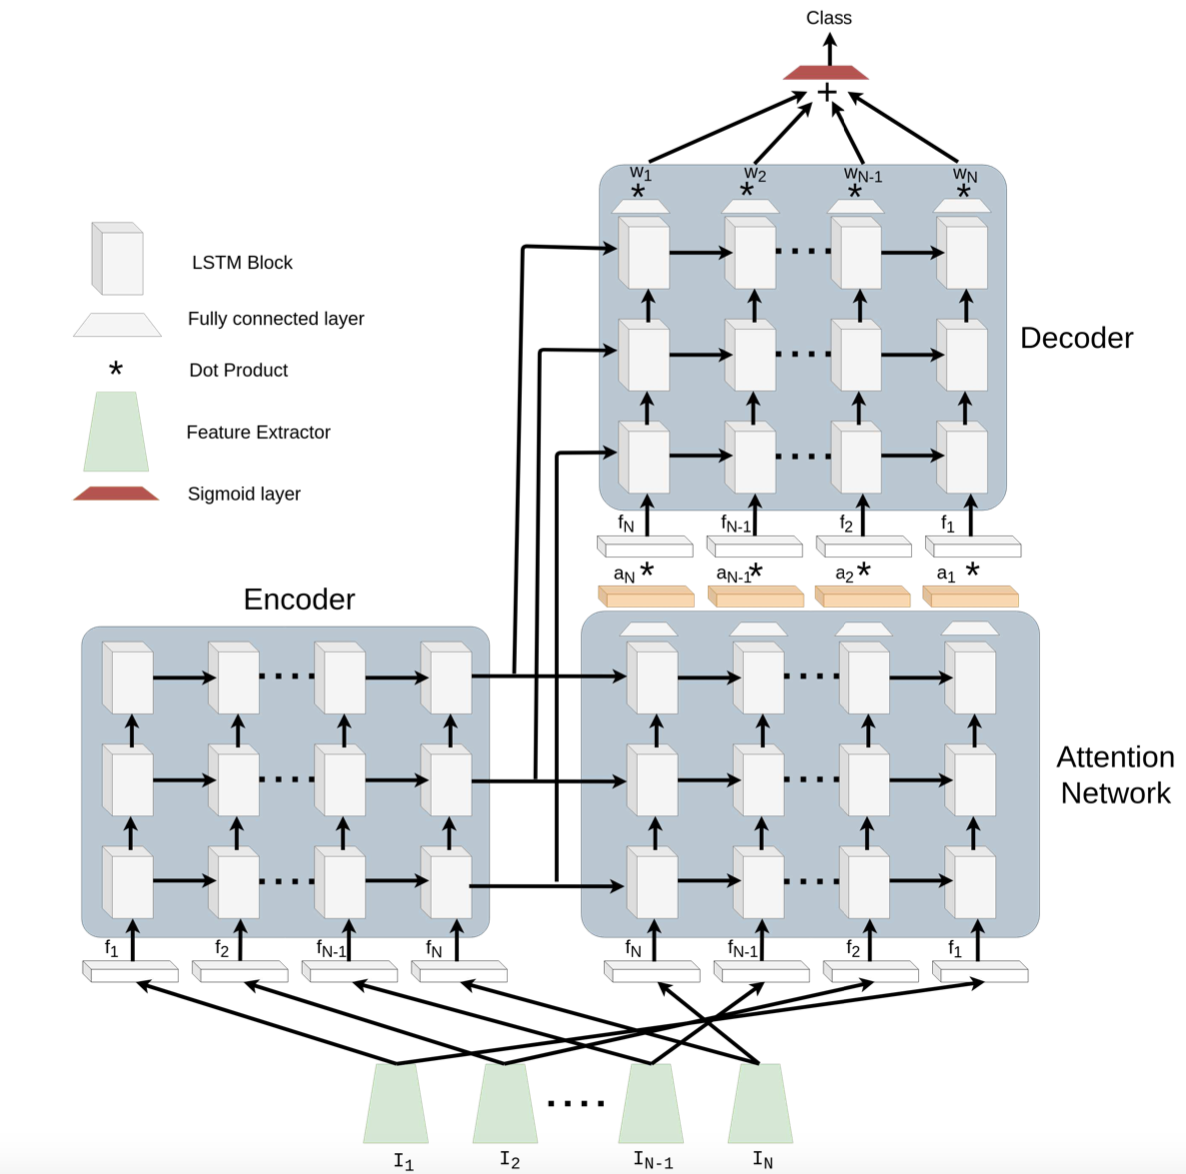 Class
+
w1 w2 wN-1 wN
* * * *
LSTM Block
Fully connected layer
* Dot Product
Feature Extractor
Sigmoid layer
Decoder
fN fN-1 f2 f1
aN* aN-1* a2* a1 *
Encoder
Attention
Network
f1 f2 fN-1 fN
fN fN-1 f2 f1
I1 I2 IN-1 IN